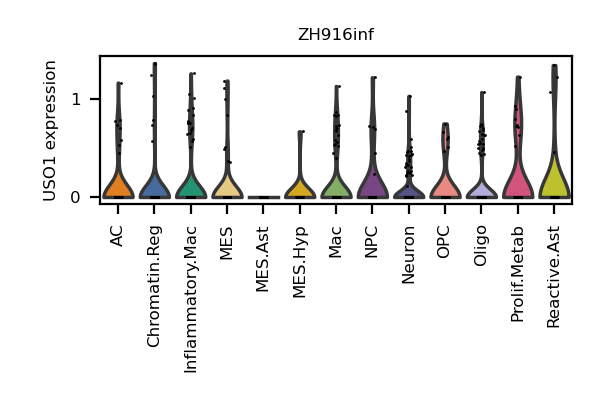 ZH916inf
USO1 expression
1
0
AC
Chromatin.Reg
Inflammatory.Mac
MES
MES.Ast
MES.Hyp
Mac
NPC
Neuron
OPC
Oligo
Prolif.Metab
Reactive.Ast